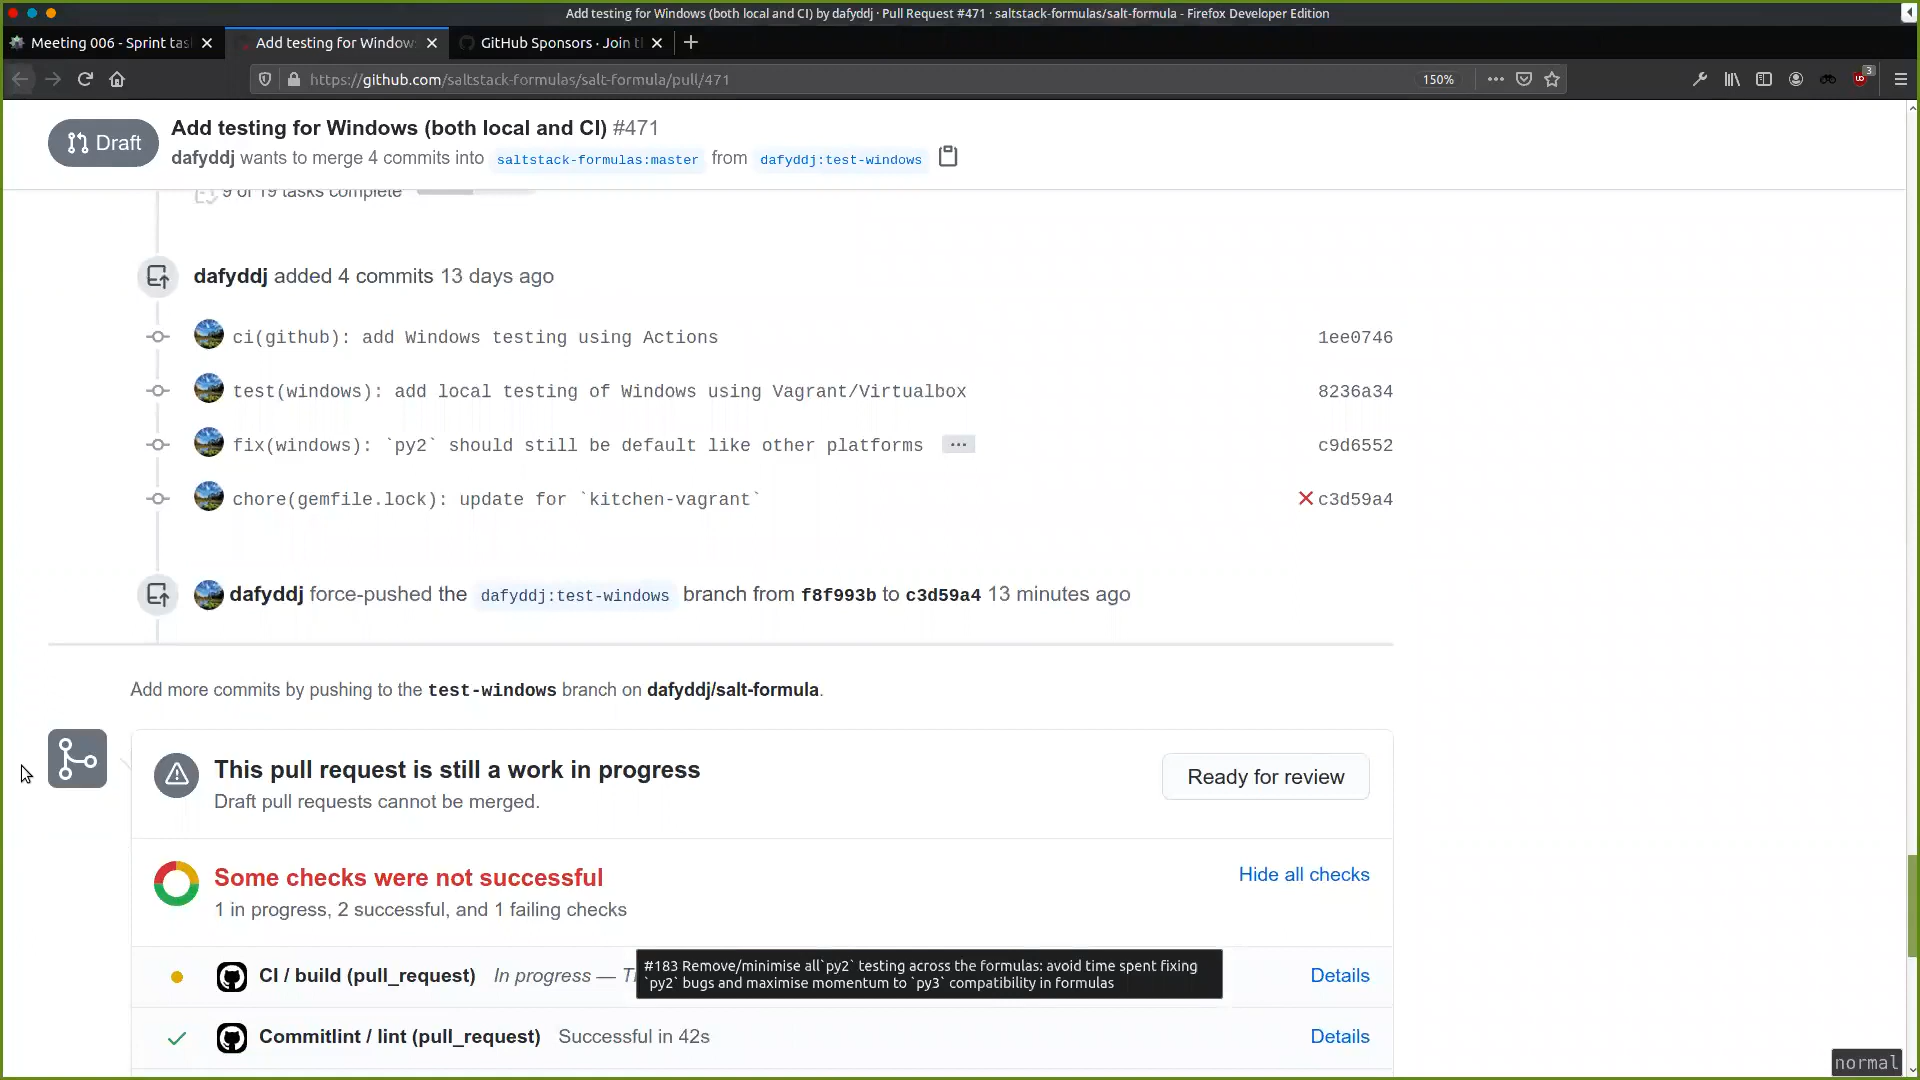 Add testing for Windows (both local and CI) by dafyddj · Pull Request #471 · saltstack-formulas/salt-formula - Firefox Developer Edition
Meeting 006 - Sprint tas
Add testing for Window
GitHub Sponsors · Join t
https://github.com/saltstack-formulas/salt-formula/pull/471
150%
3
Draft
Add testing for Windows (both local and CI) #471
dafyddj wants to merge 4 commits into saltstack-formulas:master from dafyddj:test-windows
9 of 19 tasks complete
dafyddj added 4 commits 13 days ago
ci(github): add Windows testing using Actions 1ee0746
test(windows): add local testing of Windows using Vagrant/Virtualbox 8236a34
fix(windows): `py2` should still be default like other platforms ... c9d6552
chore(gemfile.lock): update for `kitchen-vagrant` c3d59a4
dafyddj force-pushed the dafyddj:test-windows branch from f8f993b to c3d59a4 13 minutes ago
Add more commits by pushing to the test-windows branch on dafyddj/salt-formula.
This pull request is still a work in progress
Draft pull requests cannot be merged.
Ready for review
Some checks were not successful
1 in progress, 2 successful, and 1 failing checks
Hide all checks
CI / build (pull_request) In progress — T
#183 Remove/minimise all`py2` testing across the formulas: avoid time spent fixing
`py2` bugs and maximise momentum to `py3` compatibility in formulas
Details
Commitlint / lint (pull_request) Successful in 42s
Details
normal